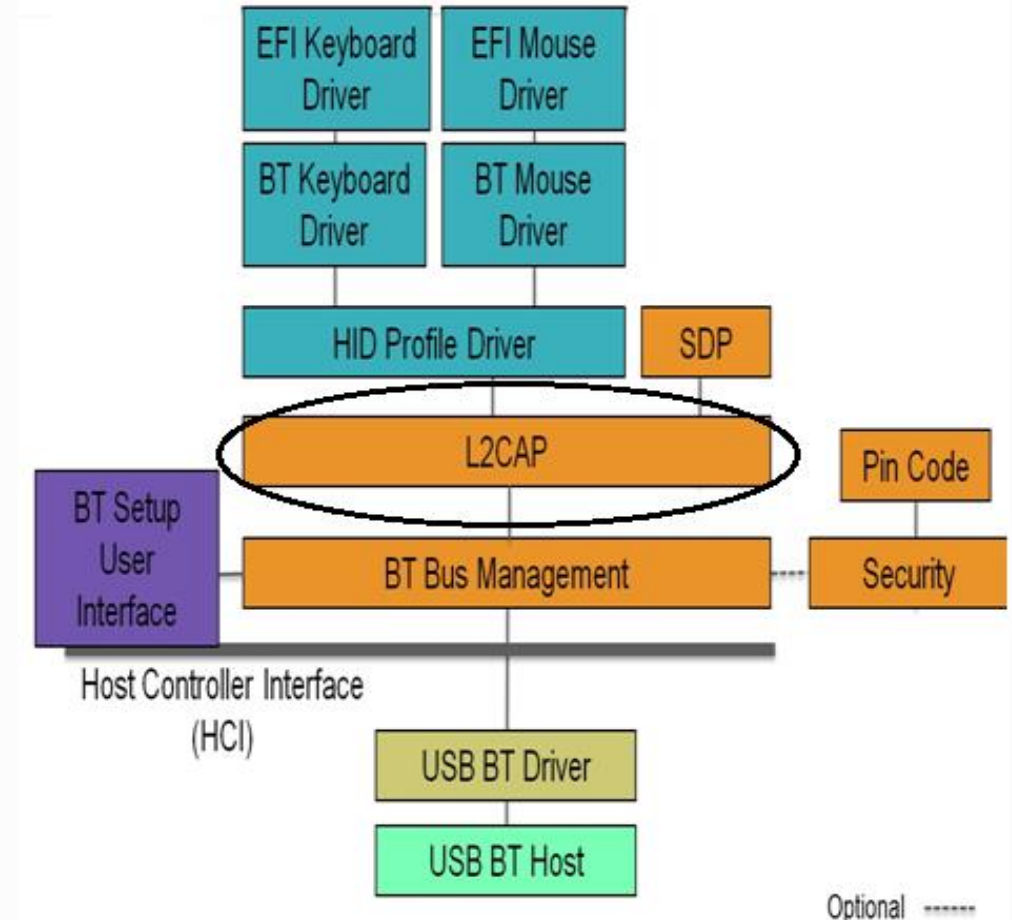 EFI Keyboard
Driver
EFI Mouse
Driver
BT Keyboard
Driver
BT Mouse
Driver
HID Profile Driver
SDP
L2CAP
Pin Code
BT Setup
User
Interface
BT Bus Management
Security
Host Controller Interface
(HCI)
USB BT Driver
USB BT Host
Optional ------